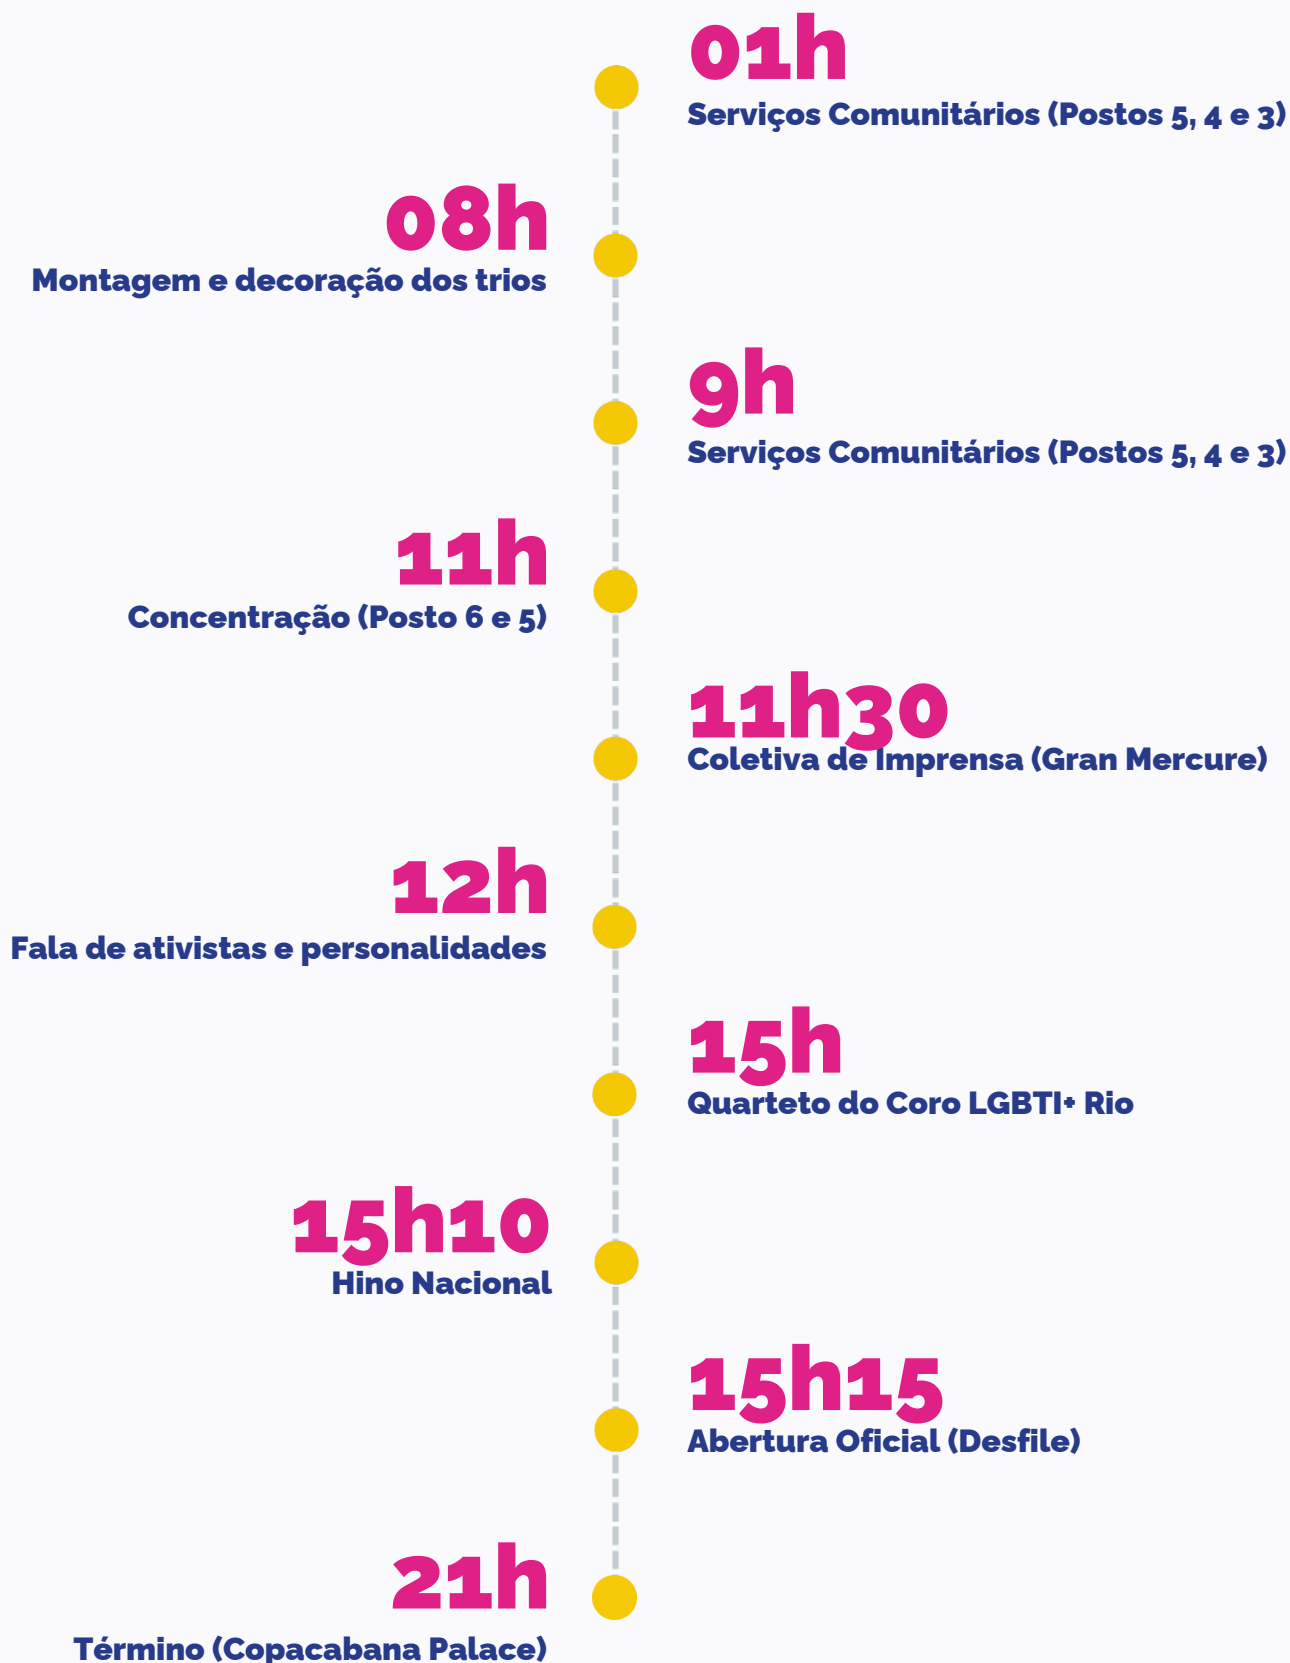 01h
Serviços Comunitários (Postos 5, 4 e 3)
08h
Montagem e decoração dos trios
9h
Serviços Comunitários (Postos 5, 4 e 3)
11h
Concentração (Posto 6 e 5)
11h30
Coletiva de Imprensa (Gran Mercure)
12h
Fala de ativistas e personalidades
15h
Quarteto do Coro LGBTI+ Rio
15h10
Hino Nacional
15h15
Abertura Oficial (Desfile)
21h
Término (Copacabana Palace)